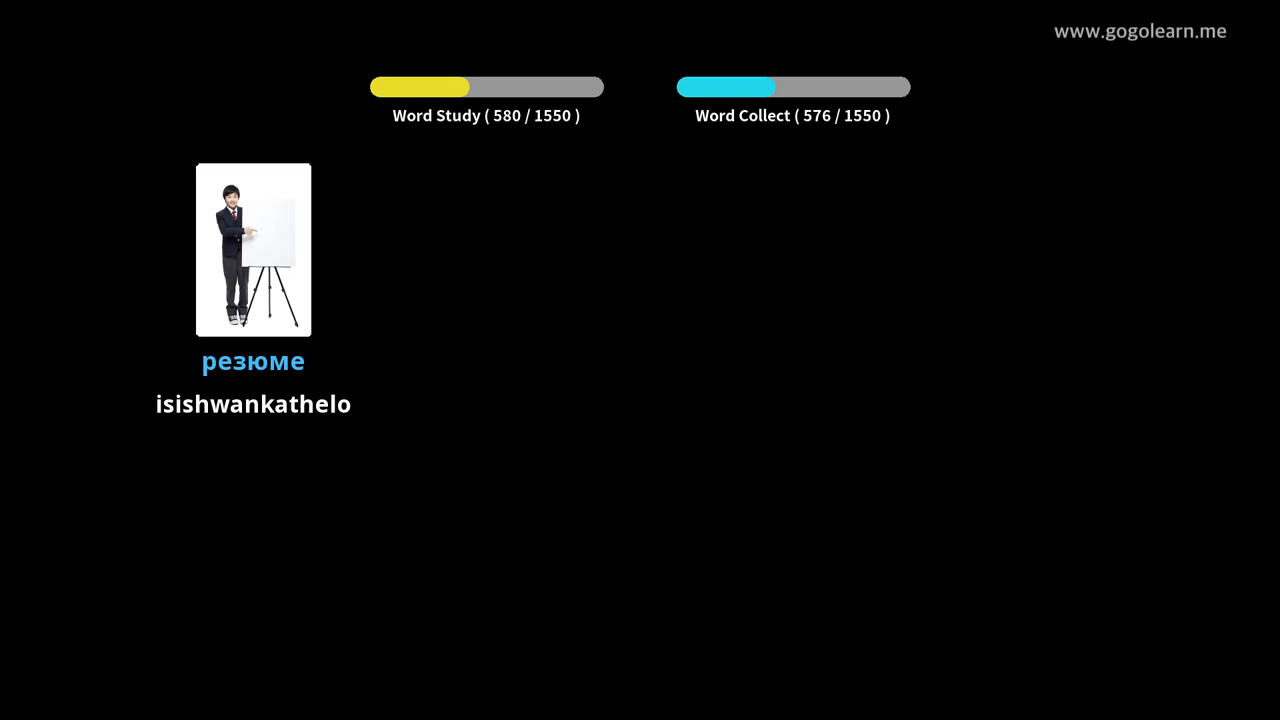 www.gogolearn.me
Word Study ( 580 / 1550 )
Word Collect ( 576 / 1550 )
резюме
isishwankathelo